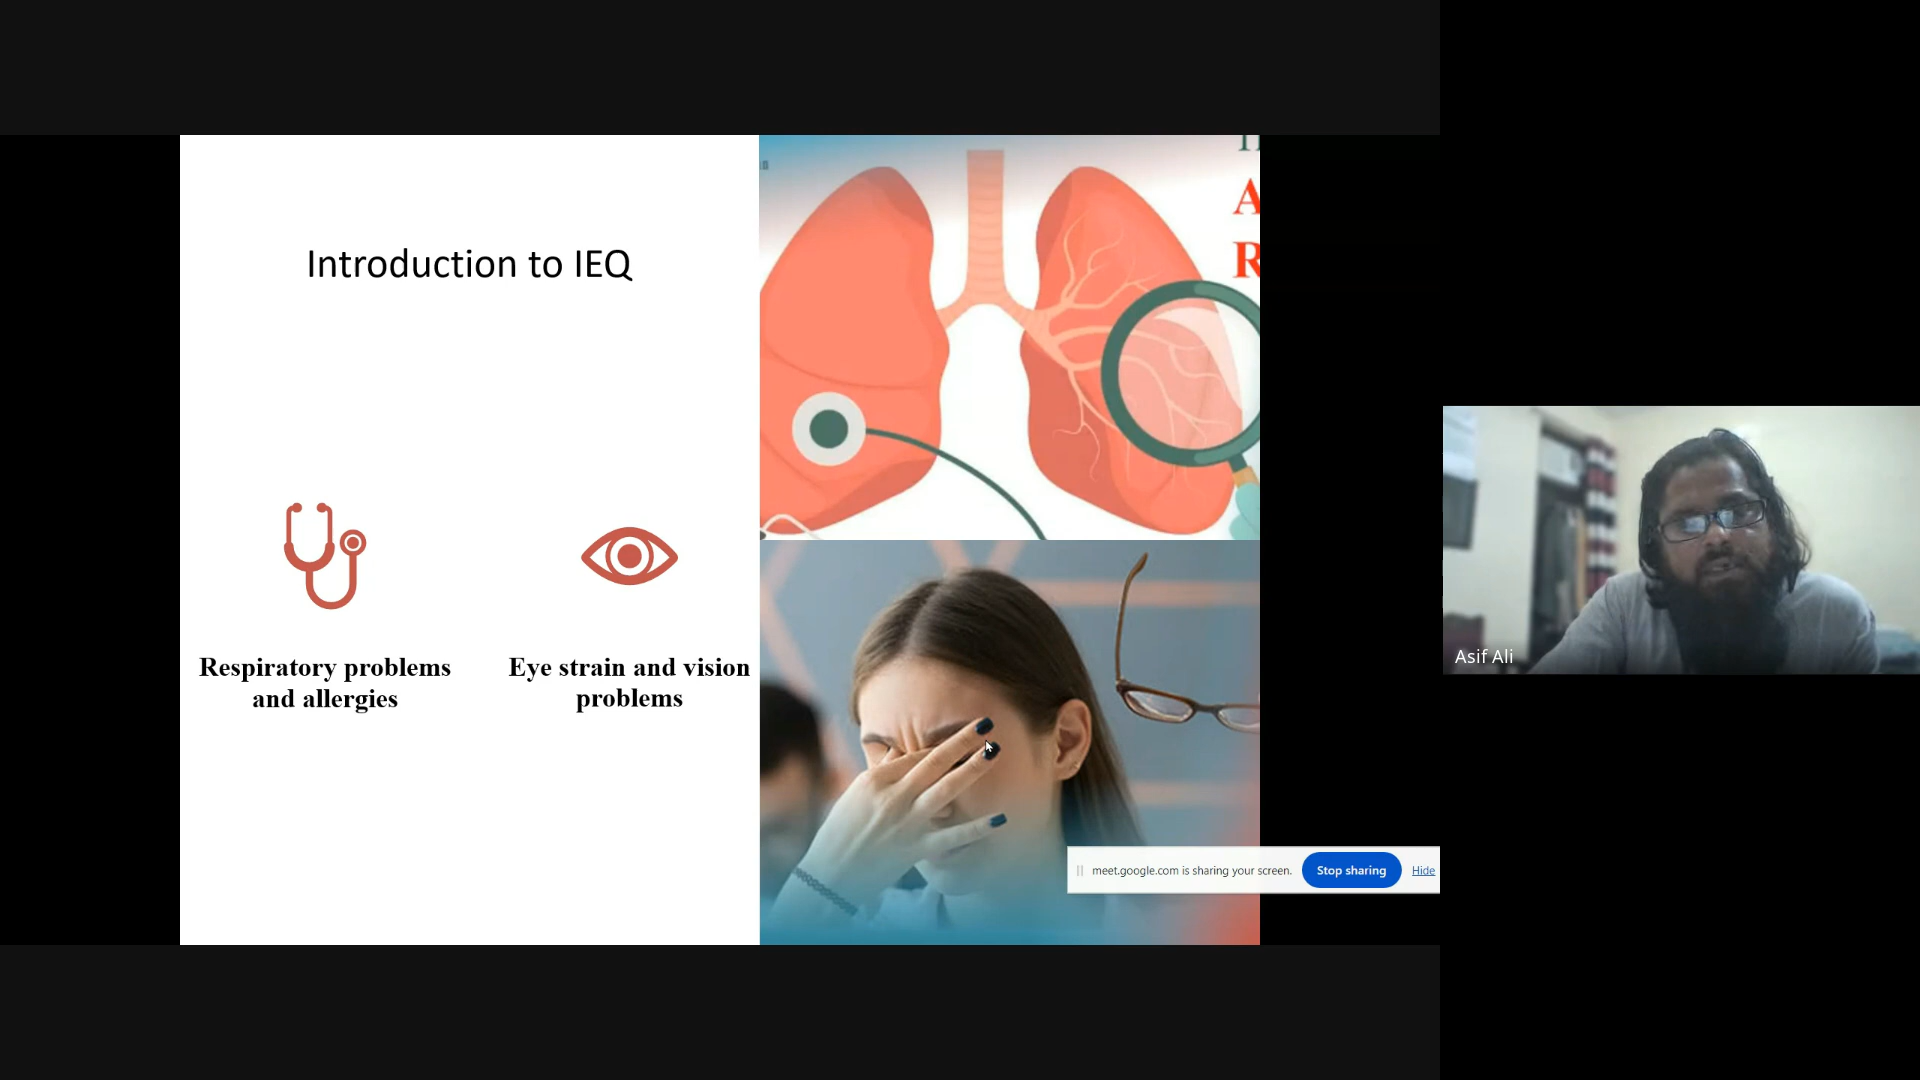 Introduction to IEQ
Respiratory problems
and allergies
Eye strain and vision
problems
A
R
meet.google.com is sharing your screen.
Stop sharing
Hide
Asif Ali